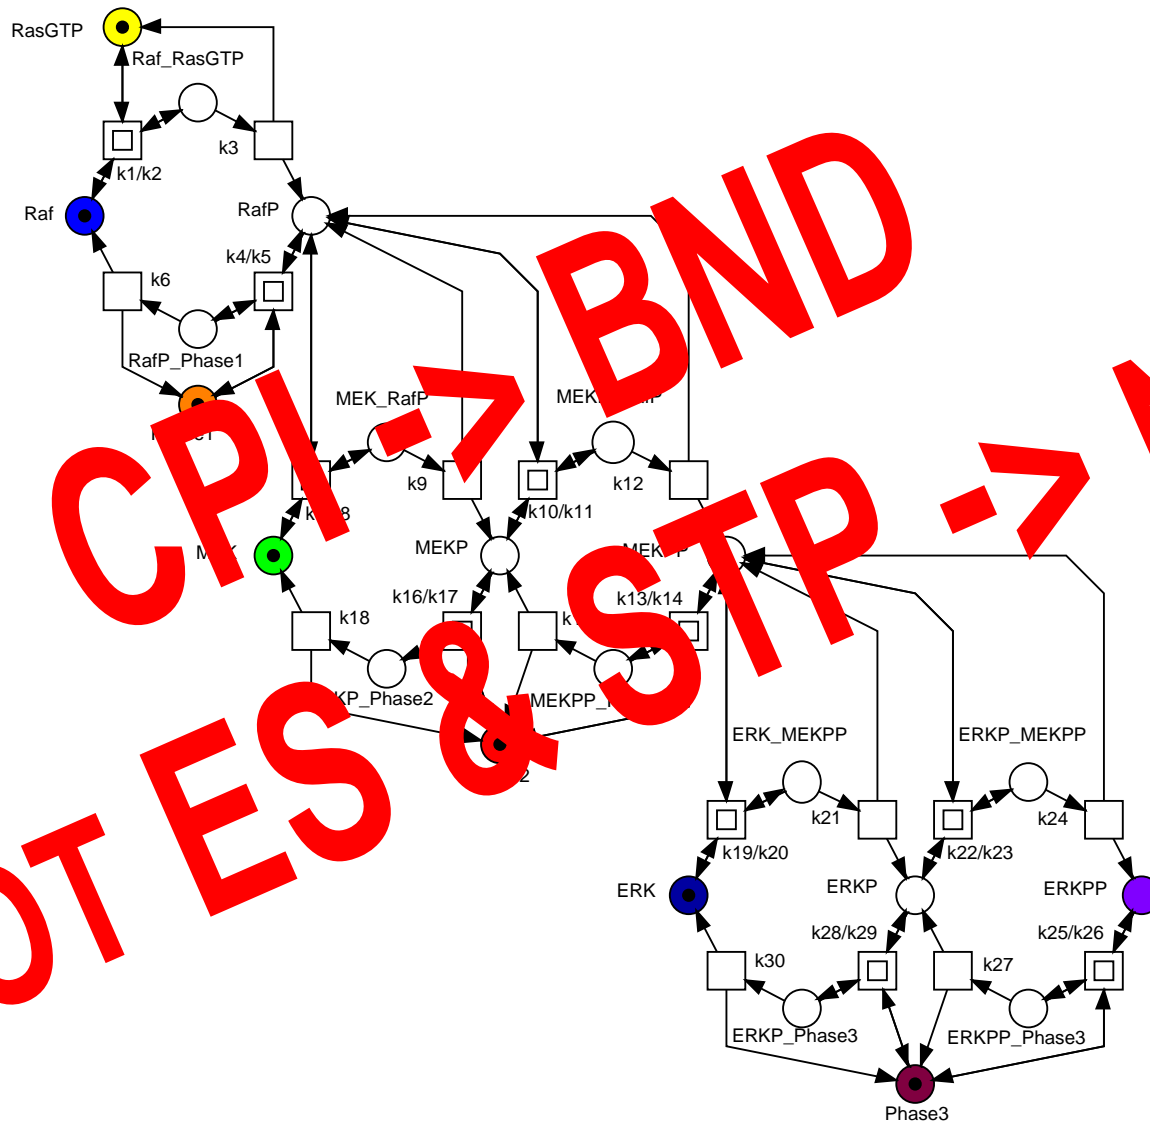 RasGTP
Raf_RasGTP
k3
k1/k2
Raf
RafP
k4/k5
k6
RafP_Phase1
CPI -> BND
MEK_RafP
k9
k12
k10/k11
MEKP
k16/k17
k13/k14
k18
ES & STP ->
ERK_MEKPP
ERKP_MEKPP
k21
k24
k19/k20
k22/k23
ERK
ERKP
ERKPP
k28/k29
k25/k26
k30
k27
ERKP_Phase3
ERKPP_Phase3
Phase3